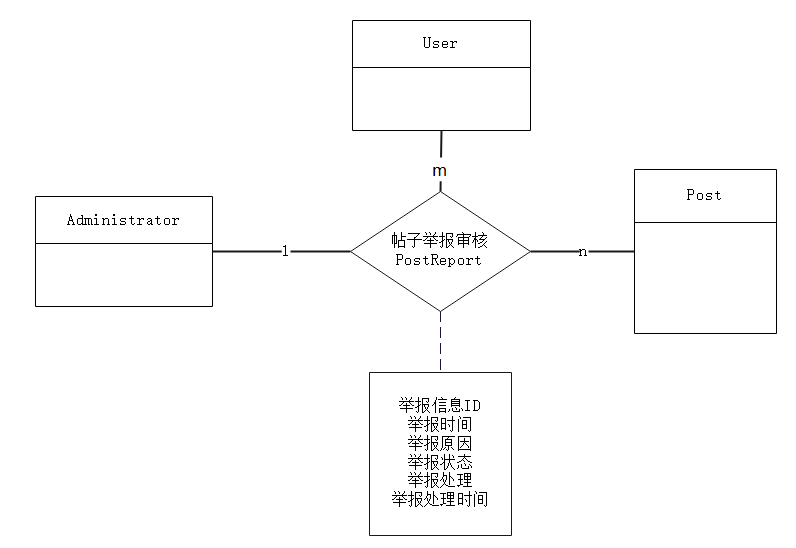 User
m
Post
Administrator
帖子举报审核
PostReport
1
n
举报信息ID
举报时间
举报原因
举报状态
举报处理
举报处理时间